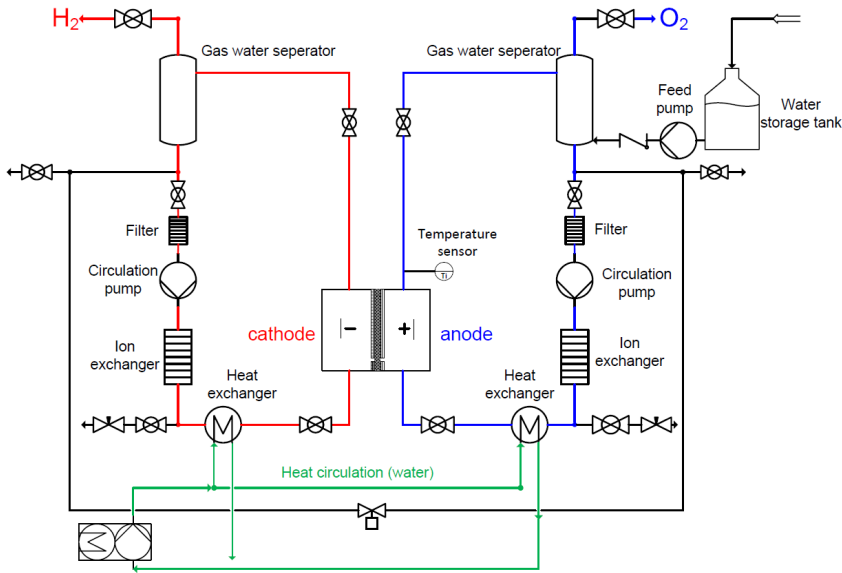 H2
O2
Gas water seperator
Gas water seperator
Feed
pump
Water
storage tank
Filter
Temperature
sensor
Filter
TI
Circulation
pump
Circulation
pump
cathode
anode
Ion
exchanger
Ion
exchanger
Heat
exchanger
Heat
exchanger
Heat circulation (water)